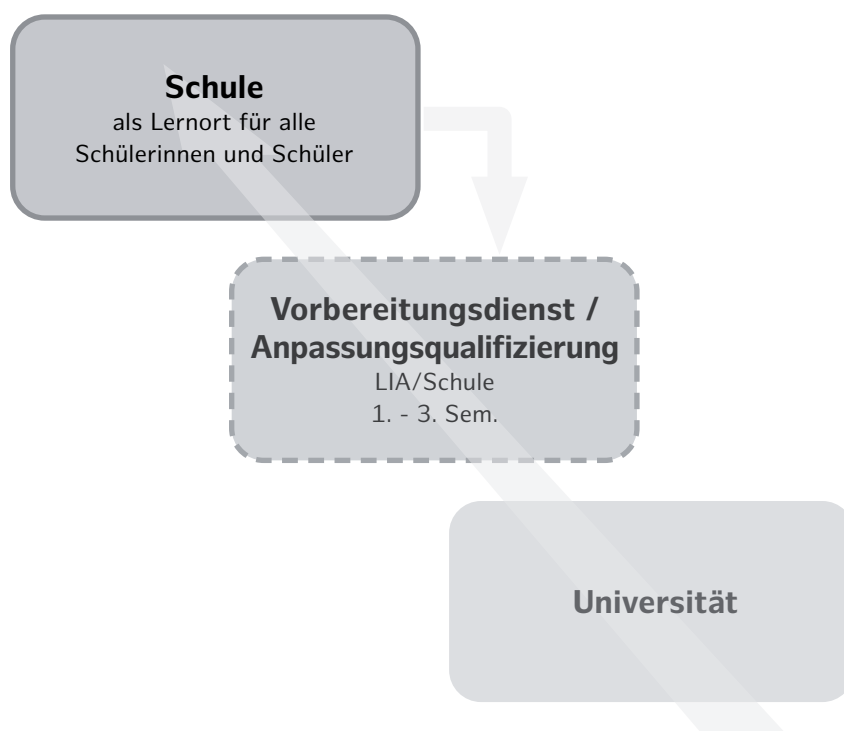 Schule
als Lernort für alle
Schülerinnen und Schüler
Vorbereitungsdienst /
Anpassungsqualifizierung
LIA/Schule
1. - 3. Sem.
Universität